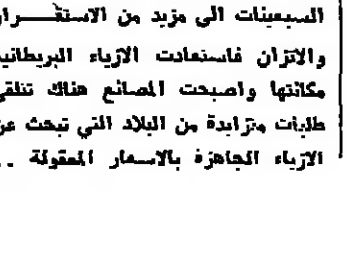 السبعينات الى مزيد من الاستقـــرار
والاتزان فاستعادت الازياء البريطانية
مكانتها واصبحت المصانع هناك تتلقى
طلبات متزايدة من البلاد التي تبحث عن
الازياء الجاهزة بالاسعار المعقولة ..